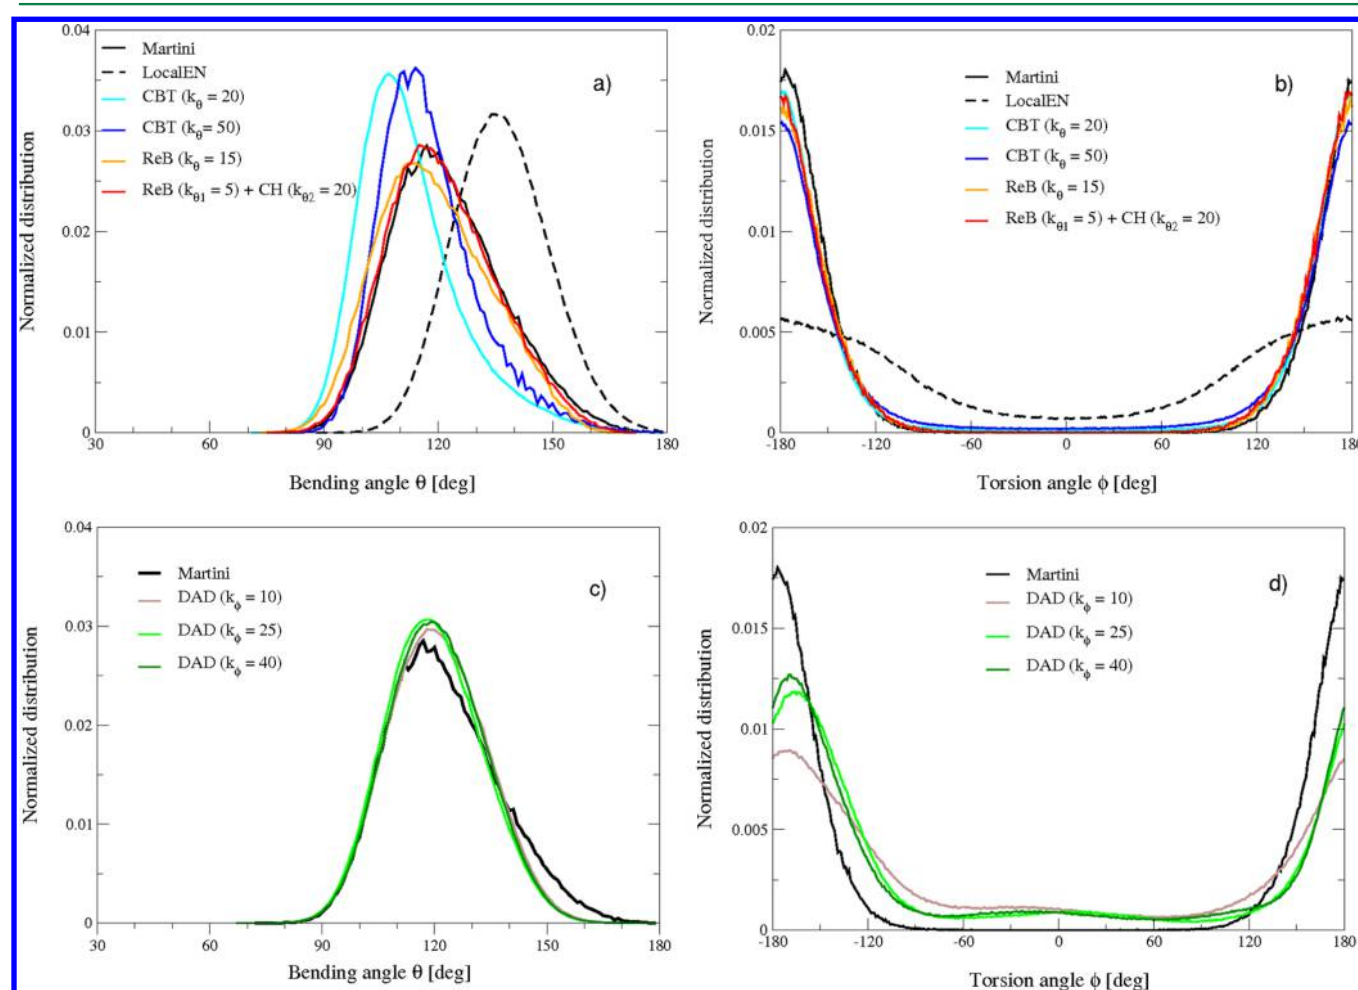 0.04
0.03
0.02
0.01
0
30
60
90
120
150
180
Normalized distribution
Bending angle θ [deg]
Martini
LocalEN
CBT (kθ = 20)
CBT (kθ= 50)
ReB (kθ = 15)
ReB (kθ1 = 5) + CH (kθ2 = 20)
a)
0.02
0.015
0.01
0.005
0
-180
-120
-60
0
60
120
180
Normalized distribution
Torsion angle ϕ [deg]
Martini
LocalEN
CBT (kθ = 20)
CBT (kθ = 50)
ReB (kθ = 15)
ReB (kθ1 = 5) + CH (kθ2 = 20)
b)
0.04
0.03
0.02
0.01
0
30
60
90
120
150
179
Normalized distribution
Bending angle θ [deg]
Martini
DAD (kϕ = 10)
DAD (kϕ = 25)
DAD (kϕ = 40)
c)
0.02
0.015
0.01
0.005
0
-180
-120
-60
0
60
120
180
Normalized distribution
Torsion angle ϕ [deg]
Martini
DAD (kϕ = 10)
DAD (kϕ = 25)
DAD (kϕ = 40)
d)